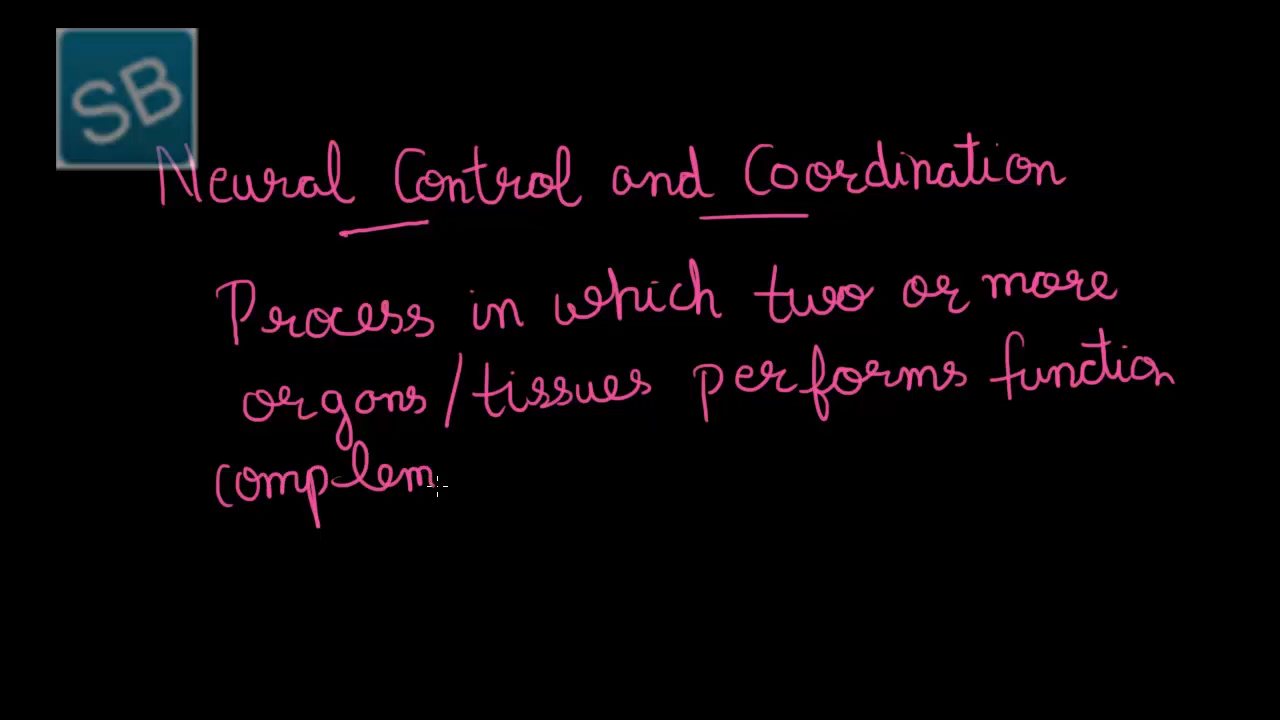 SB
Neural Control and Coordination
Process in which two or more
organs/tissues performs function
complem